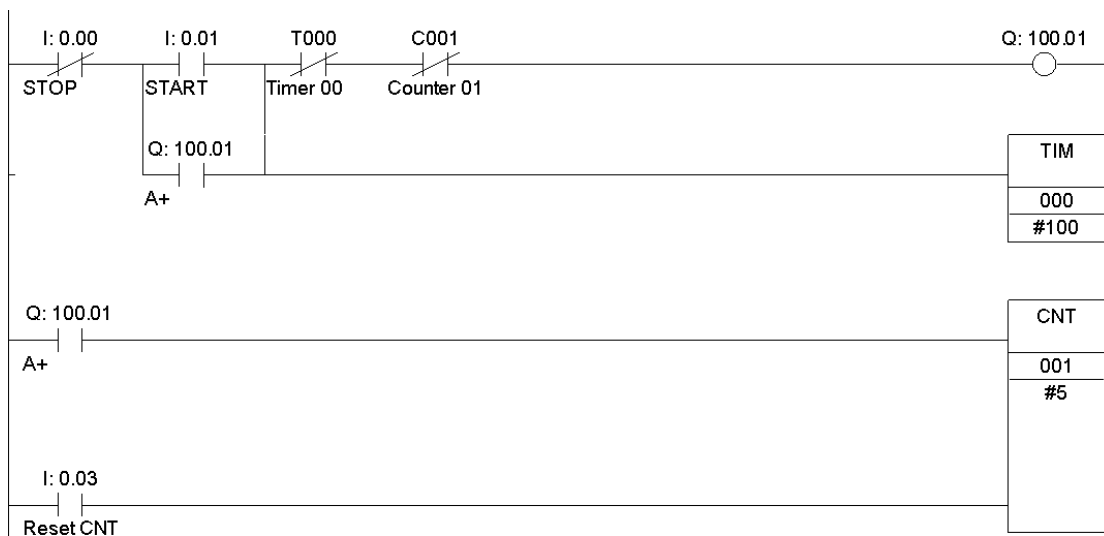 I: 0.00 I: 0.01 T000 C001 Q: 100.01
STOP START Timer 00 Counter 01
Q: 100.01
A+
TIM
000
#100
Q: 100.01
A+
CNT
001
#5
I: 0.03
Reset CNT